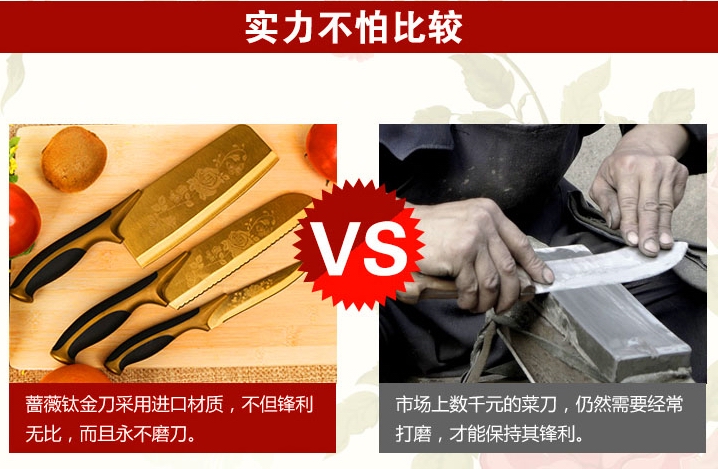 实力不怕比较
VS
蔷薇钛金刀采用进口材质，不但锋利
无比，而且永不磨刀。
市场上数千元的菜刀，仍然需要经常
打磨，才能保持其锋利。